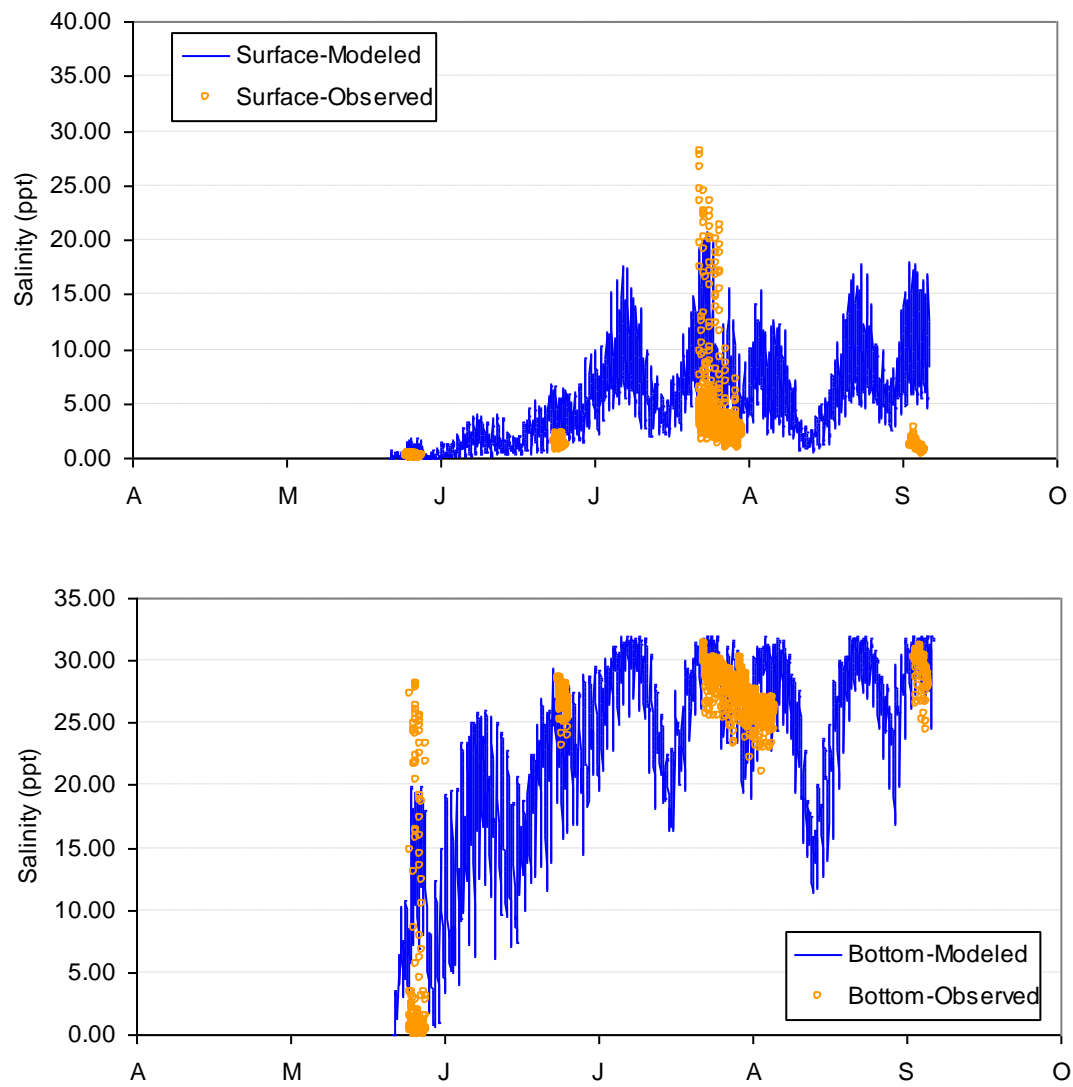 40.00
35.00
30.00
25.00
20.00
15.00
10.00
5.00
0.00
Salinity (ppt)
Surface-Modeled
Surface-Observed
A M J J A S O
35.00
30.00
25.00
20.00
15.00
10.00
5.00
0.00
Salinity (ppt)
Bottom-Modeled
Bottom-Observed
A M J J A S O